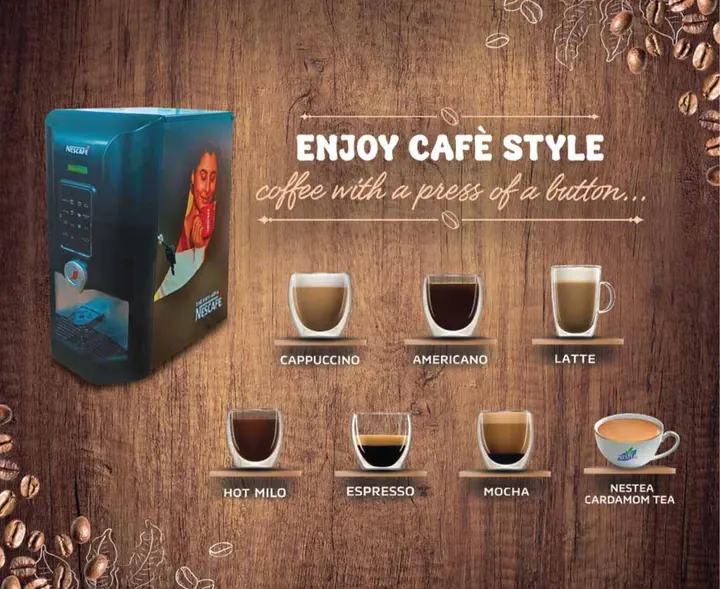 NESCAFÉ
NESCAFÉ
ENJOY CAFÈ STYLE
coffee with a press of a button...
CAPPUCCINO
AMERICANO
LATTE
HOT MILO
ESPRESSO
MOCHA
NESTEA
NESTEA
CARDAMOM TEA